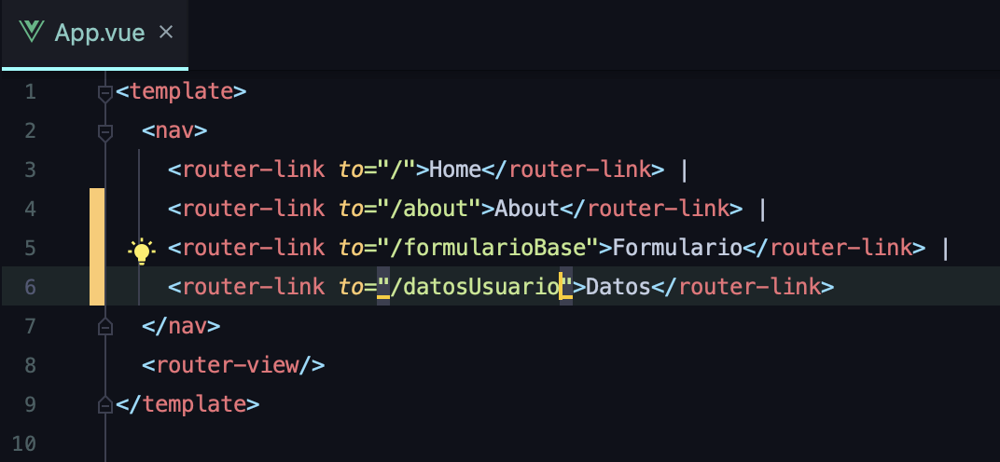 App.vue ×
1 <template>
2 <nav>
3 <router-link to="/">Home</router-link> |
4 <router-link to="/about">About</router-link> |
5 <router-link to="/formularioBase">Formulario</router-link> |
6 <router-link to="/datosUsuario">Datos</router-link>
7 </nav>
8 <router-view/>
9 </template>
10